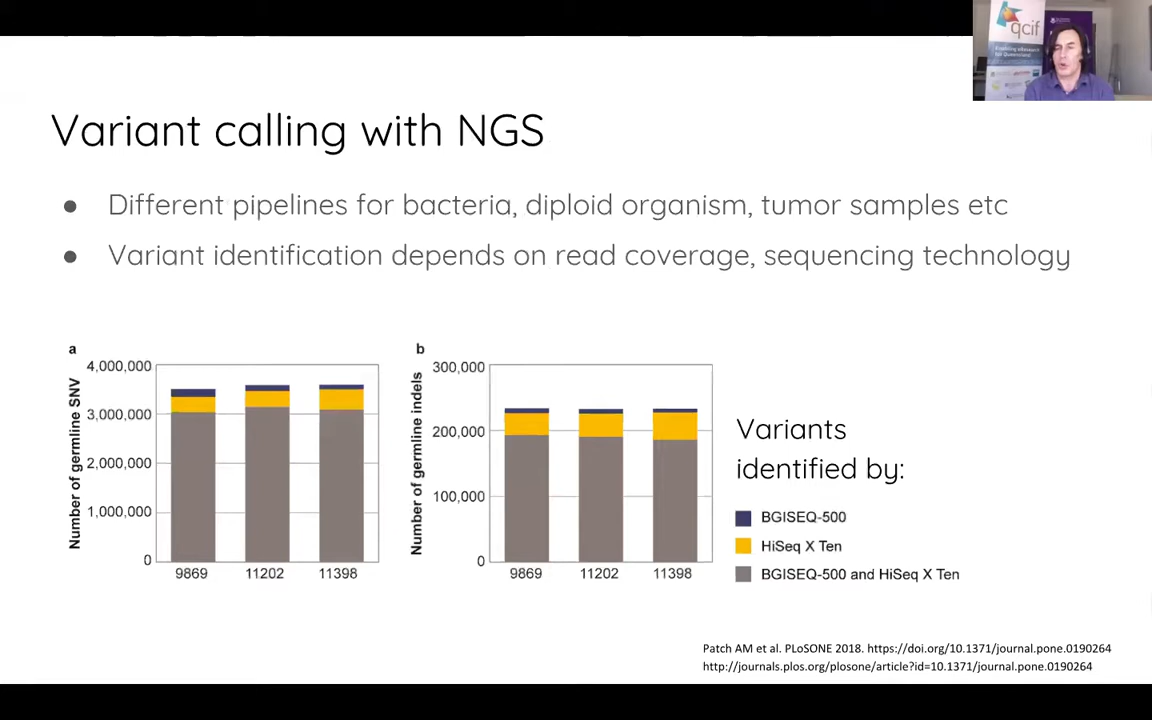 qcif
Enabling eResearch
for Queensland
Variant calling with NGS
● Different pipelines for bacteria, diploid organism, tumor samples etc
● Variant identification depends on read coverage, sequencing technology
a
Number of germline SNV
4,000,000
3,000,000
2,000,000
1,000,000
0
9869 11202 11398
b
Number of germline indels
300,000
200,000
100,000
0
9869 11202 11398
Variants
identified by:
BGISEQ-500
HiSeq X Ten
BGISEQ-500 and HiSeq X Ten
Patch AM et al. PLoSONE 2018. https://doi.org/10.1371/journal.pone.0190264
http://journals.plos.org/plosone/article?id=10.1371/journal.pone.0190264